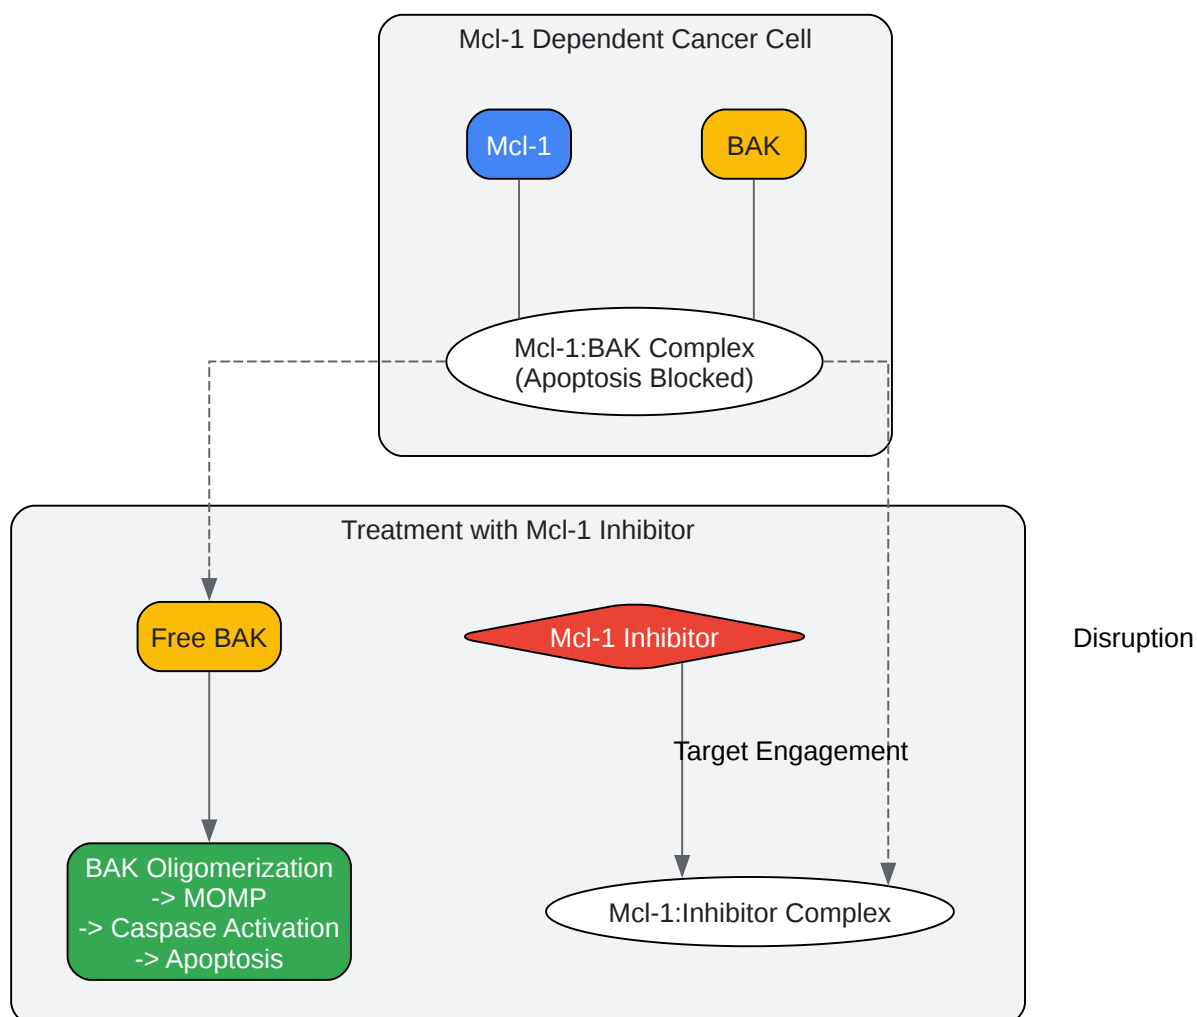 Mcl-1 Dependent Cancer Cell
Mcl-1
BAK
Mcl-1:BAK Complex
(Apoptosis Blocked)
Treatment with Mcl-1 Inhibitor
Free BAK
Mcl-1 Inhibitor
Disruption
Target Engagement
BAK Oligomerization
-> MOMP
-> Caspase Activation
-> Apoptosis
Mcl-1:Inhibitor Complex